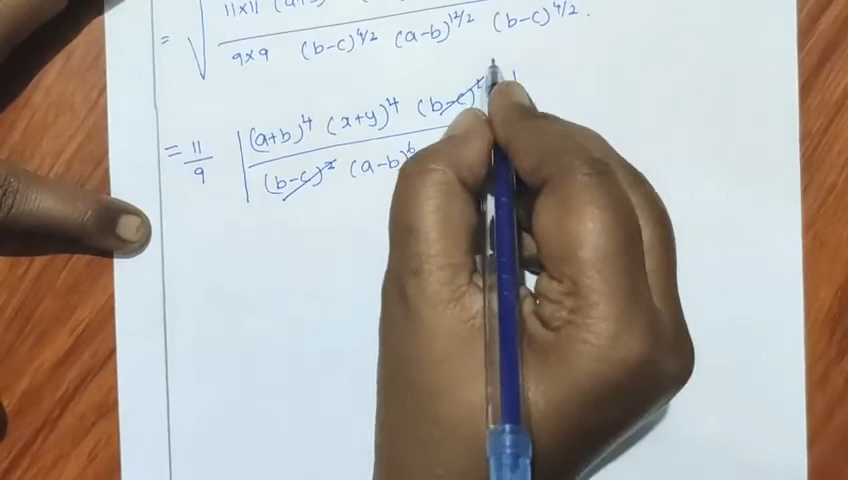 = √ 11×11 (a+
9×9 (b-c)^4/2 (a-b)^12/2 (b-c)^4/2 .
= 11/9 | (a+b)^4 (x+y)^4 (b-c)
(b-c)^2 (a-b)^6